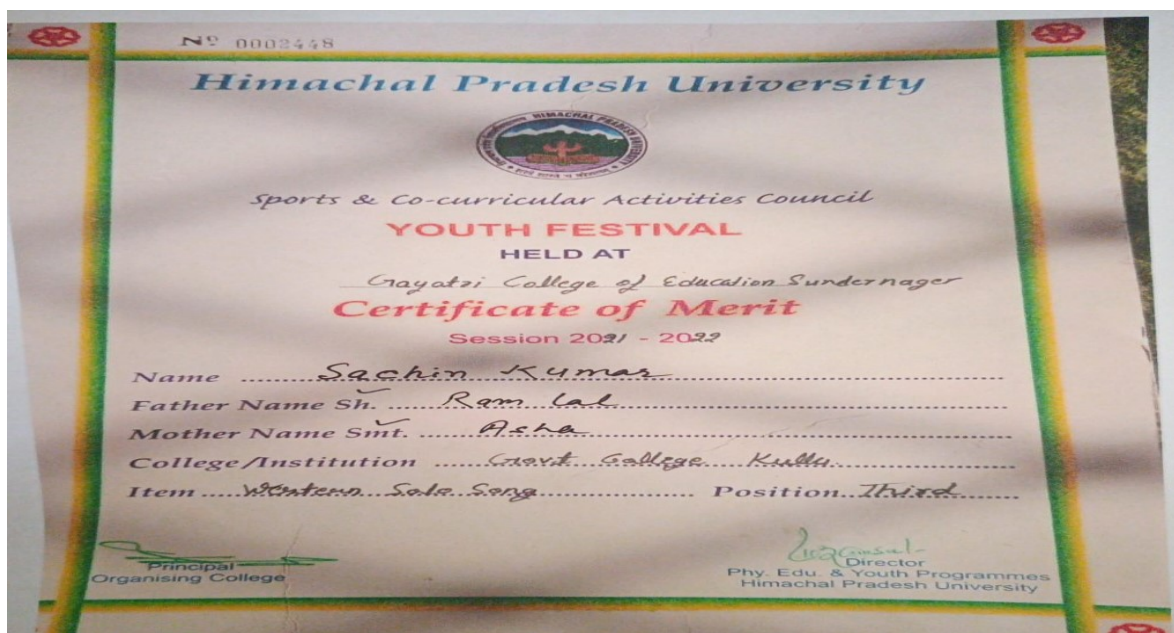 Nº 0002448
Himachal Pradesh University
HIMACHAL PRADESH UNIVERSITY
Sports & Co-curricular Activities Council
YOUTH FESTIVAL
HELD AT
Gayatri College of Education Sundernager
Certificate of Merit
Session 2021 - 2022
Name Sachin Kumar
Father Name Sh. Ram Lal
Mother Name Smt. Asha
College/Institution Govt College Kullu
Item Western Solo Song Position Third
Principal
Organising College
Director
Phy. Edu. & Youth Programmes
Himachal Pradesh University